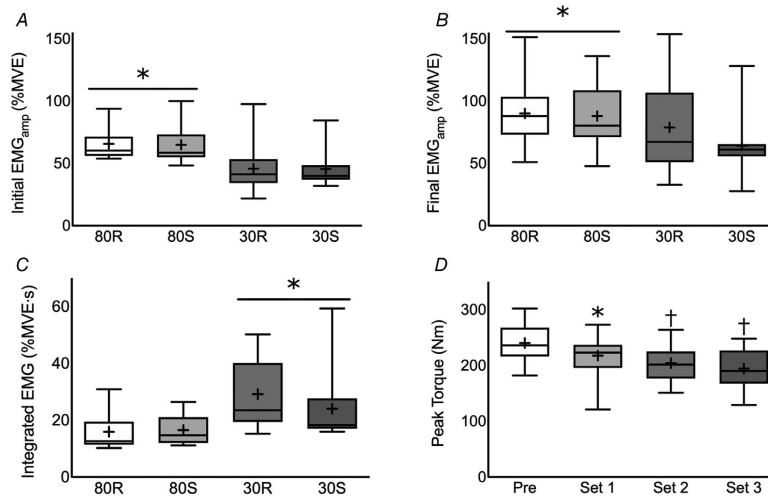 A
Initial EMGamp (%MVE)
150
100
50
0
*
80R 80S 30R 30S
B
Final EMGamp (%MVE)
150
100
50
0
*
80R 80S 30R 30S
C
Integrated EMG (%MVE·s)
60
40
20
0
*
80R 80S 30R 30S
D
Peak Torque (Nm)
300
200
100
0
* † †
Pre Set 1 Set 2 Set 3